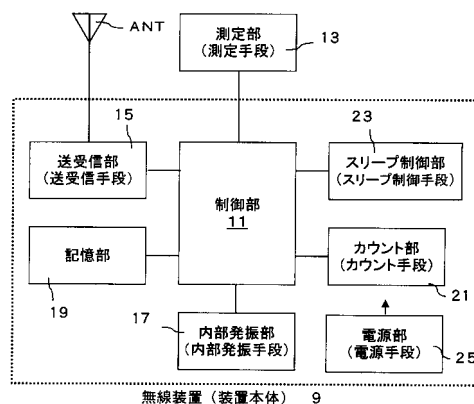 ANT
測定部
(測定手段)
13
15
送受信部
(送受信手段)
制御部
11
23
スリープ制御部
(スリープ制御手段)
記憶部
19
カウント部
(カウント手段)
21
17
内部発振部
(内部発振手段)
電源部
(電源手段)
25
無線装置(装置本体) 9